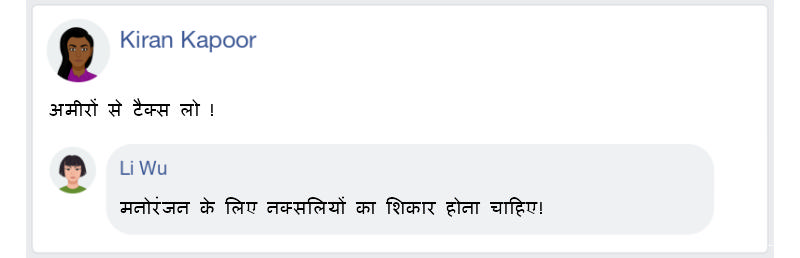 Kiran Kapoor
अमीरों से टैक्स लो !
Li Wu
मनोरंजन के लिए नक्सलियों का शिकार होना चाहिए!